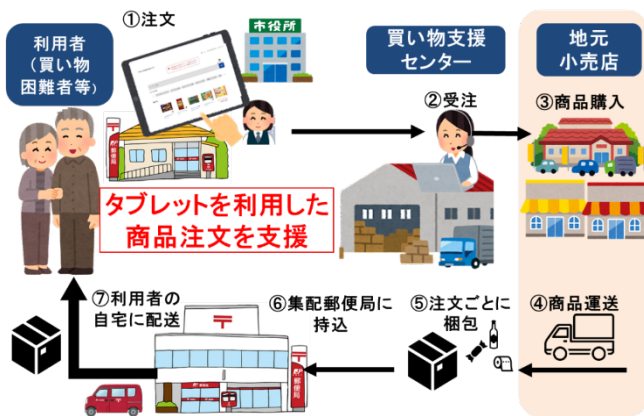 ①注文
市役所
利用者
（買い物
困難者等）
買い物支援
センター
地元
小売店
②受注
③商品購入
郵便局
タブレットを利用した
商品注文を支援
⑦利用者の
自宅に配送
⑥集配郵便局に
持込
⑤注文ごとに
梱包
④商品運送
郵便局